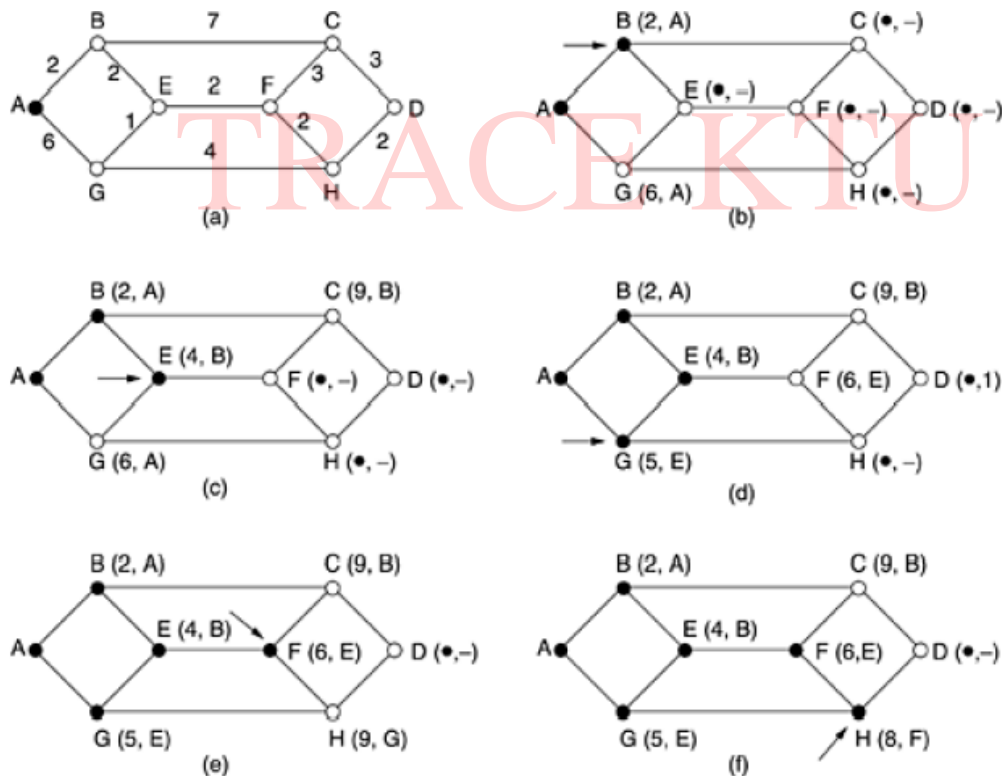 B 7 C
2 2 E 2 F 3 3
A D
6 1 2 2
4
G H
(a)
B (2, A) C (●, –)
A E (●, –) F (●, –) D (●, –)
G (6, A) H (●, –)
(b)
TRACE KTU
B (2, A) C (9, B)
E (4, B)
A F (●, –) D (●,–)
G (6, A) H (●, –)
(c)
B (2, A) C (9, B)
E (4, B)
A F (6, E) D (●,1)
G (5, E) H (●, –)
(d)
B (2, A) C (9, B)
E (4, B)
A F (6, E) D (●,–)
G (5, E) H (9, G)
(e)
B (2, A) C (9, B)
E (4, B)
A F (6,E) D (●,–)
G (5, E) H (8, F)
(f)